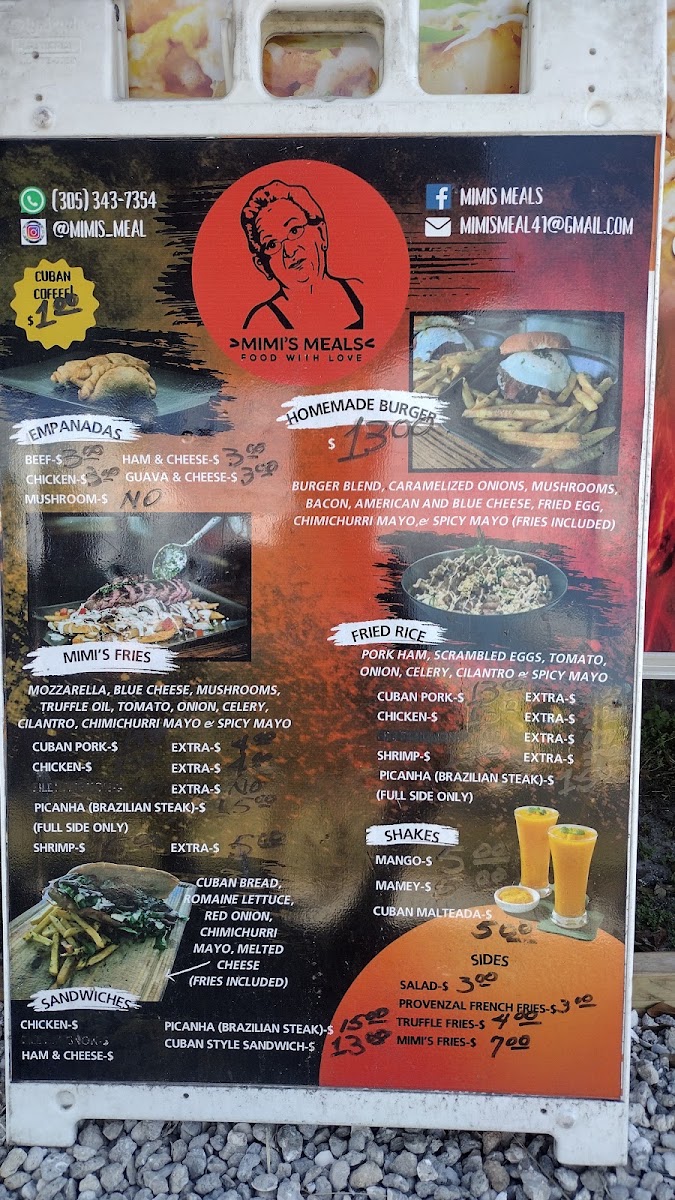 (305) 343-7354
@MIMIS_MEAL
MIMIS MEALS
MIMISMEAL41@GMAIL.COM
CUBAN
COFEEE!
$1.00
>MIMI'S MEALS<
FOOD WITH LOVE
EMPANADAS
BEEF-$3.00 HAM & CHEESE-$ 3.00
CHICKEN-$3.00 GUAVA & CHEESE-$3.00
MUSHROOM-$ NO
HOMEMADE BURGER
$ 13.00
BURGER BLEND, CARAMELIZED ONIONS, MUSHROOMS,
BACON, AMERICAN AND BLUE CHEESE, FRIED EGG,
CHIMICHURRI MAYO,& SPICY MAYO (FRIES INCLUDED)
MIMI'S FRIES
MOZZARELLA, BLUE CHEESE, MUSHROOMS,
TRUFFLE OIL, TOMATO, ONION, CELERY,
CILANTRO, CHIMICHURRI MAYO & SPICY MAYO
CUBAN PORK-$ EXTRA-$
CHICKEN-$ EXTRA-$
EXTRA-$ NO
PICANHA (BRAZILIAN STEAK)-$ 15.00
(FULL SIDE ONLY)
SHRIMP-$ EXTRA-$ 5.00
FRIED RICE
PORK HAM, SCRAMBLED EGGS, TOMATO,
ONION, CELERY, CILANTRO & SPICY MAYO
CUBAN PORK-$ EXTRA-$
CHICKEN-$ EXTRA-$
EXTRA-$
SHRIMP-$ EXTRA-$
PICANHA (BRAZILIAN STEAK)-$
(FULL SIDE ONLY)
SHAKES
MANGO-$ 5.00
MAMEY-$
CUBAN MALTEADA-$
5.00
CUBAN BREAD,
ROMAINE LETTUCE,
RED ONION,
CHIMICHURRI
MAYO, MELTED
CHEESE
(FRIES INCLUDED)
SANDWICHES
CHICKEN-$
HAM & CHEESE-$
PICANHA (BRAZILIAN STEAK)-$ 15.00
CUBAN STYLE SANDWICH-$ 13.00
SIDES
SALAD-$ 3.00
PROVENZAL FRENCH FRIES-$3.00
TRUFFLE FRIES-$ 4.00
MIMI'S FRIES-$ 7.00